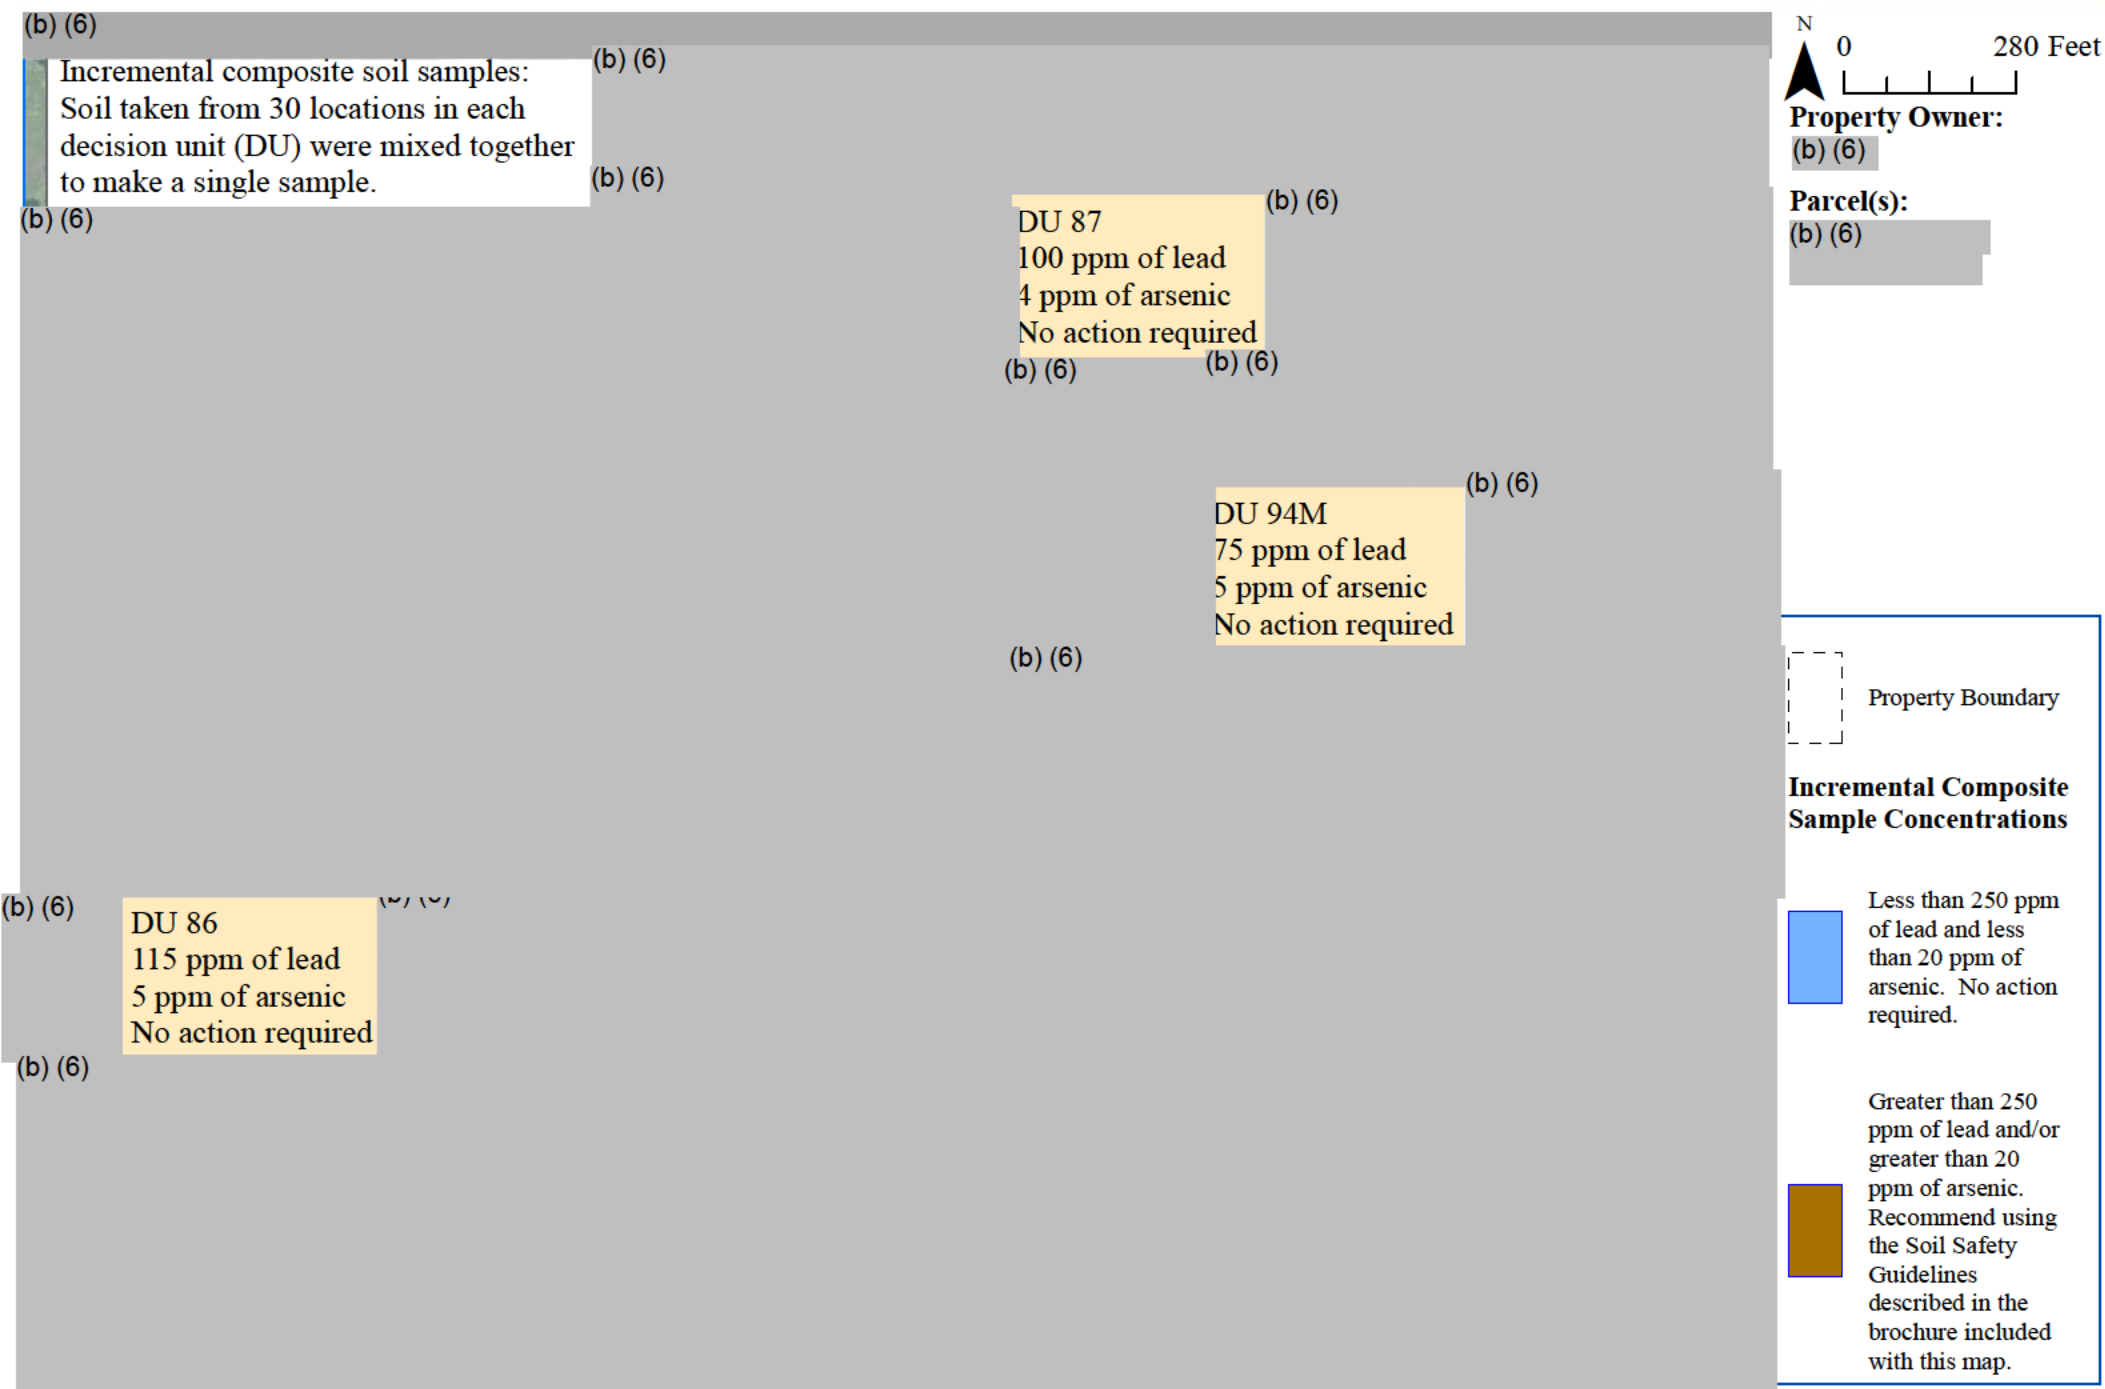 (b) (6)
Incremental composite soil samples:
Soil taken from 30 locations in each
decision unit (DU) were mixed together
to make a single sample.
(b) (6)
(b) (6)
(b) (6)
DU 87
100 ppm of lead
4 ppm of arsenic
No action required
(b) (6)
(b) (6)
(b) (6)
DU 94M
75 ppm of lead
5 ppm of arsenic
No action required
(b) (6)
(b) (6)
(b) (6)
DU 86
115 ppm of lead
5 ppm of arsenic
No action required
(b) (6)
(b) (6)
N
0 280 Feet
Property Owner:
(b) (6)
Parcel(s):
(b) (6)
Property Boundary
Incremental Composite
Sample Concentrations
Less than 250 ppm
of lead and less
than 20 ppm of
arsenic. No action
required.
Greater than 250
ppm of lead and/or
greater than 20
ppm of arsenic.
Recommend using
the Soil Safety
Guidelines
described in the
brochure included
with this map.